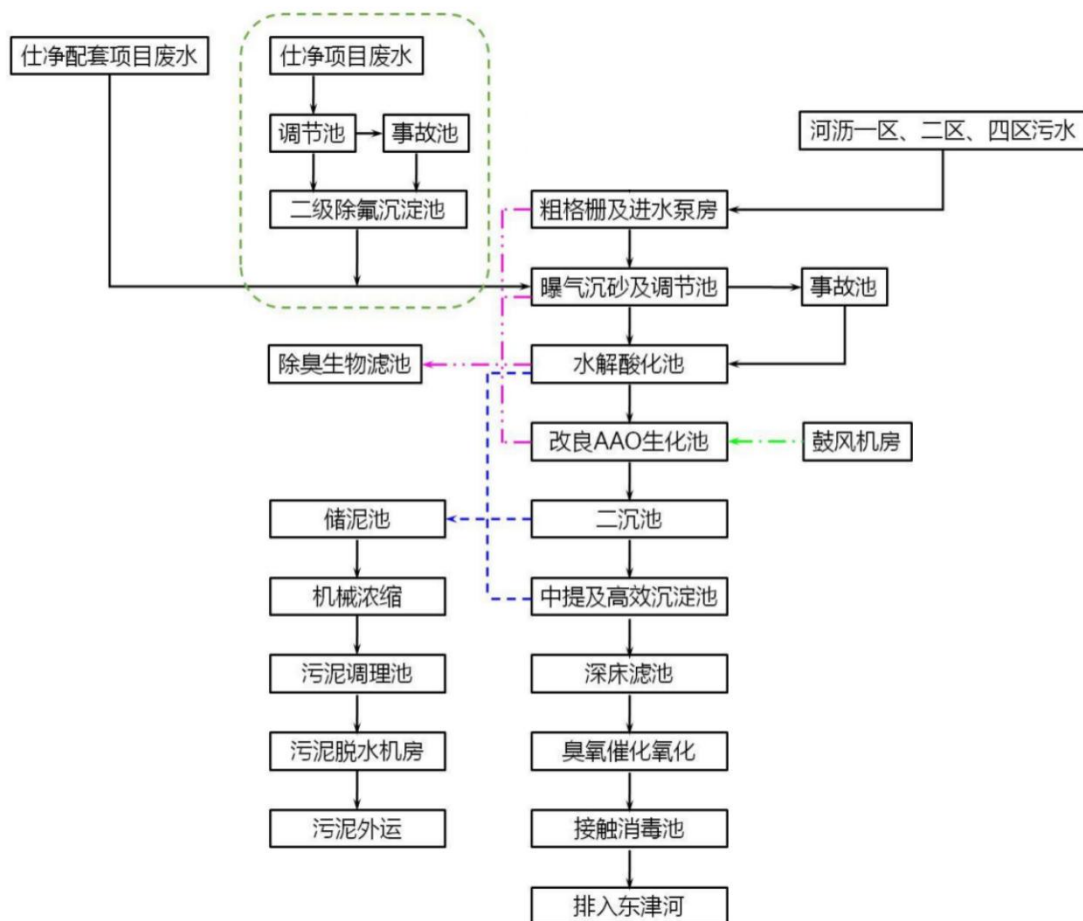 仕净配套项目废水
仕净项目废水
调节池
事故池
二级除氟沉淀池
河沥一区、二区、四区污水
粗格栅及进水泵房
曝气沉砂及调节池
事故池
除臭生物滤池
水解酸化池
改良AAO生化池
鼓风机房
储泥池
二沉池
机械浓缩
中提及高效沉淀池
污泥调理池
深床滤池
污泥脱水机房
臭氧催化氧化
污泥外运
接触消毒池
排入东津河